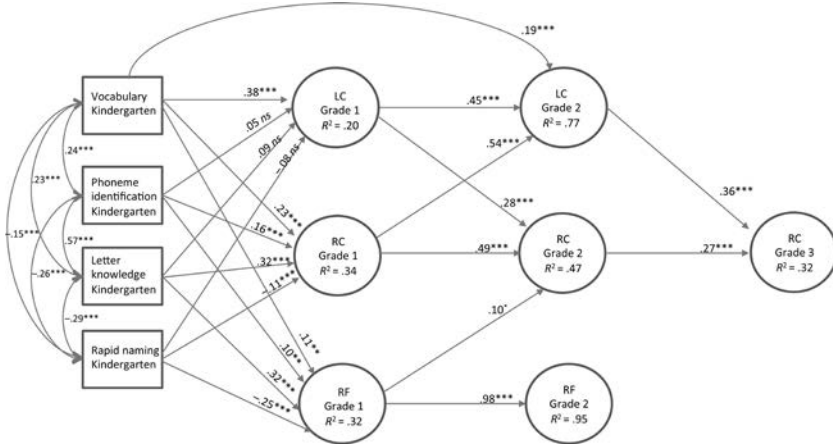 .19***
Vocabulary
Kindergarten
.38***
LC
Grade 1
R² = .20
.45***
LC
Grade 2
R² = .77
.05 ns
.09 ns
−.08 ns
.24***
.54***
Phoneme
identification
Kindergarten
.23***
.23***
.28***
.36***
.16***
−.15***
.57***
RC
Grade 1
R² = .34
.49***
RC
Grade 2
R² = .47
.27***
RC
Grade 3
R² = .32
Letter
knowledge
Kindergarten
.32***
−.26***
−.11***
−.29***
.10*
Rapid naming
Kindergarten
.11**
.10**
.32***
−.25***
RF
Grade 1
R² = .32
.98***
RF
Grade 2
R² = .95